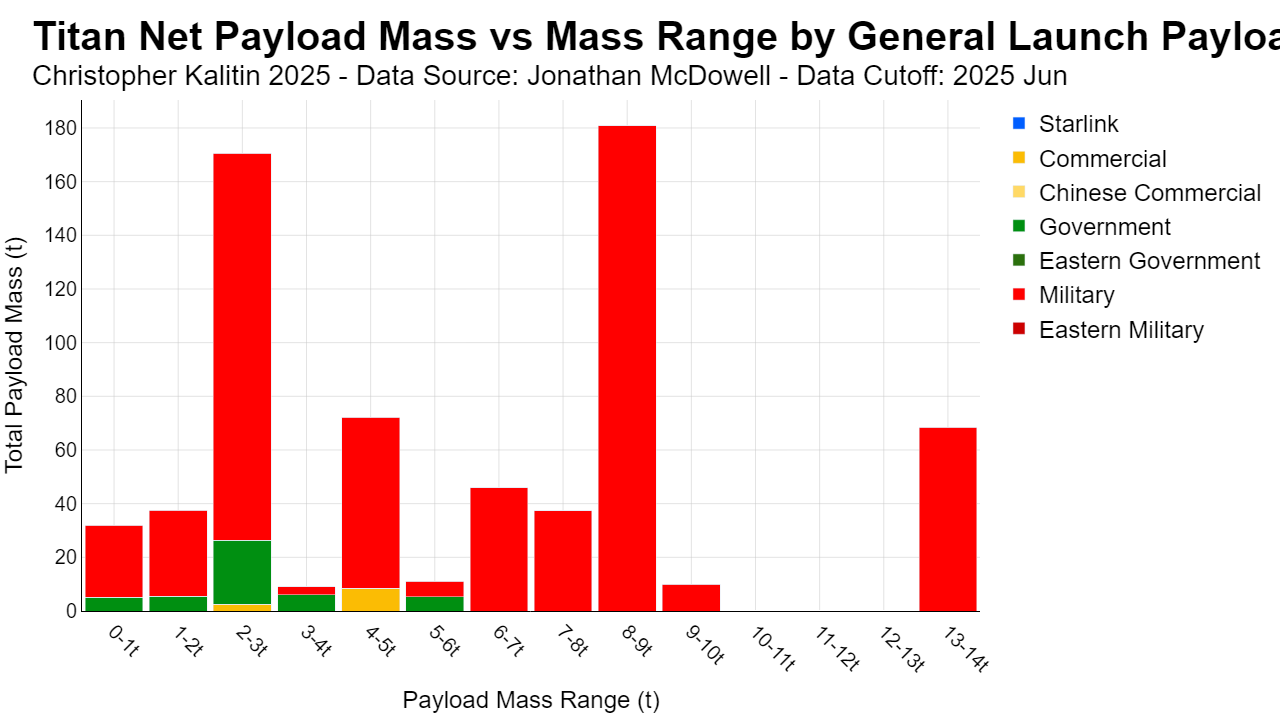 Titan Net Payload Mass vs Mass Range by General Launch Payloa
Christopher Kalitin 2025 - Data Source: Jonathan McDowell - Data Cutoff: 2025 Jun
Total Payload Mass (t)
180
160
140
120
100
80
60
40
20
0
0-1t
1-2t
2-3t
3-4t
4-5t
5-6t
6-7t
7-8t
8-9t
9-10t
10-11t
11-12t
12-13t
13-14t
Payload Mass Range (t)
Starlink
Commercial
Chinese Commercial
Government
Eastern Government
Military
Eastern Military